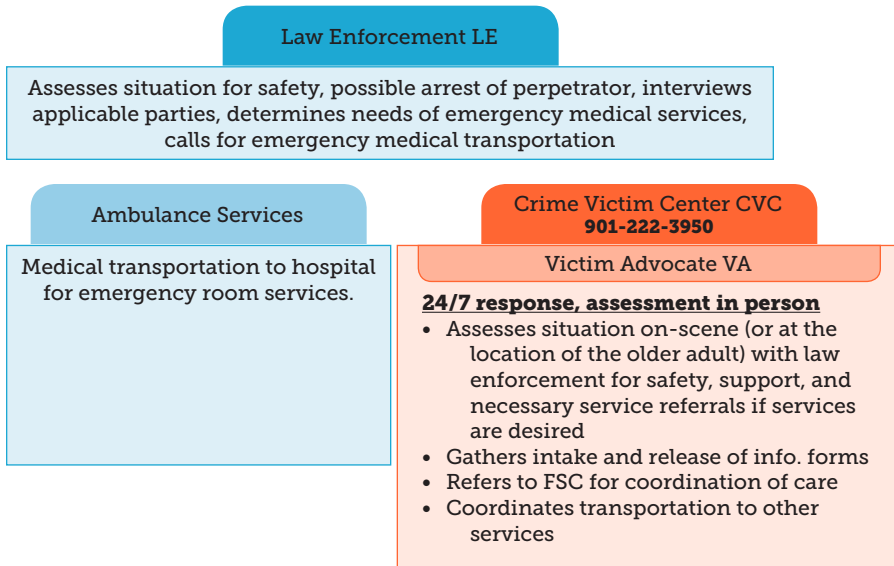 Law Enforcement LE
Assesses situation for safety, possible arrest of perpetrator, interviews
applicable parties, determines needs of emergency medical services,
calls for emergency medical transportation
Ambulance Services
Medical transportation to hospital
for emergency room services.
Crime Victim Center CVC
901-222-3950
Victim Advocate VA
24/7 response, assessment in person
• Assesses situation on-scene (or at the
location of the older adult) with law
enforcement for safety, support, and
necessary service referrals if services
are desired
• Gathers intake and release of info. forms
• Refers to FSC for coordination of care
• Coordinates transportation to other
services